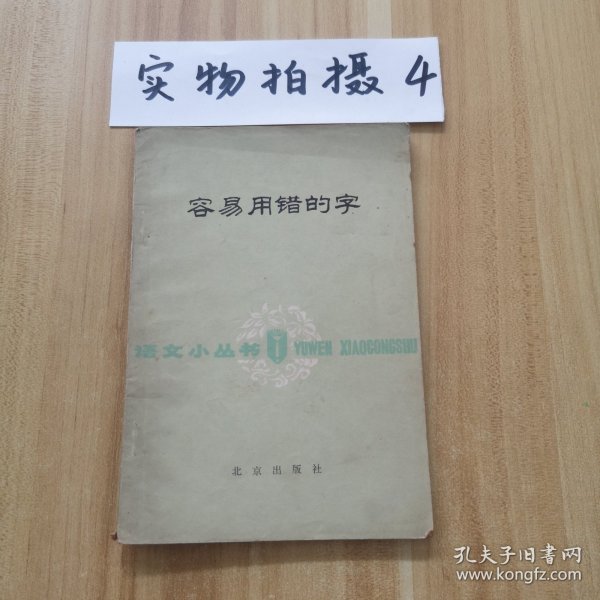 实物拍摄4
容易用错的字
语文小丛书 YUWEN XIAOCONGSHU
北京出版社
孔夫子旧书网
www.kongfz.com